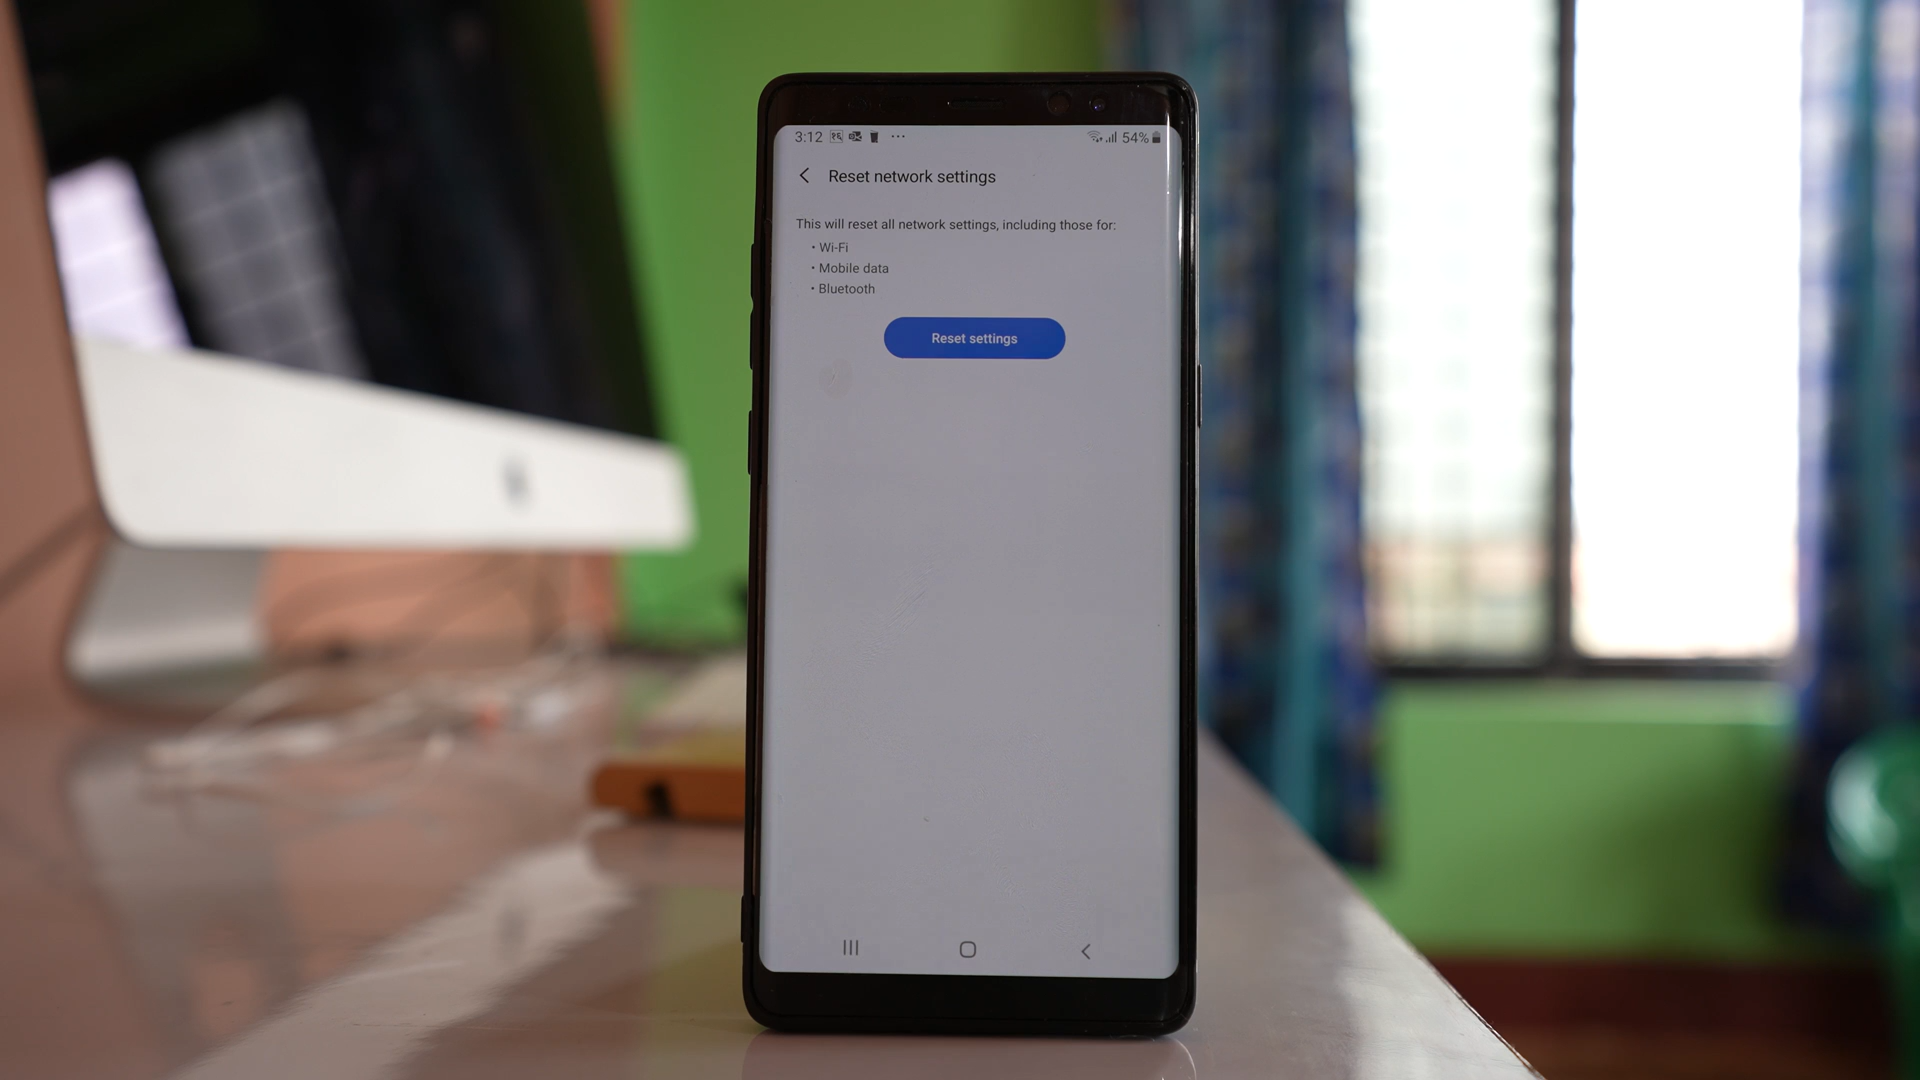 3:12 १६ 54%
Reset network settings
This will reset all network settings, including those for:
• Wi-Fi
• Mobile data
• Bluetooth
Reset settings